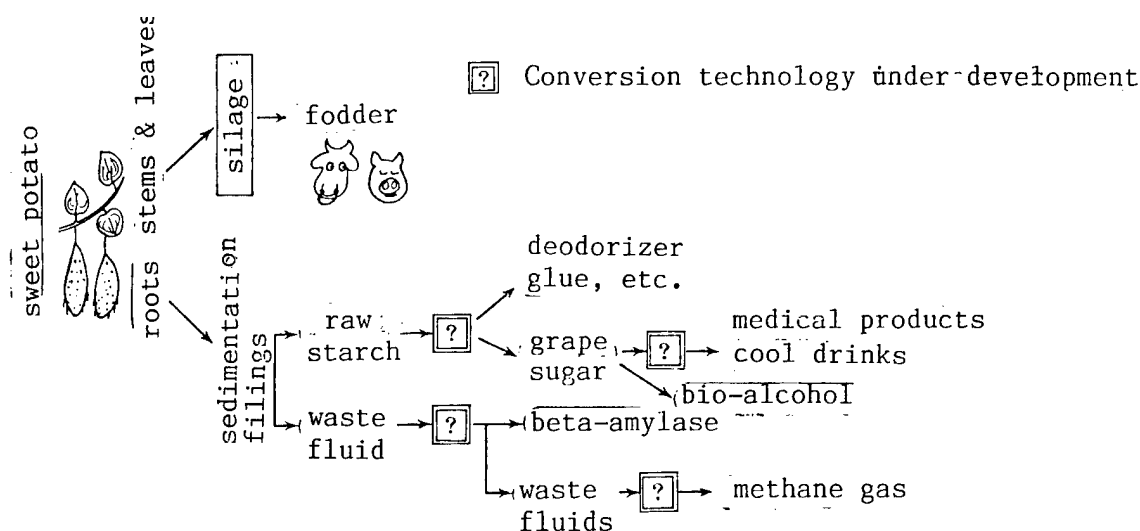 sweet potato
stems & leaves
roots
silage
fodder
? Conversion technology under development
sedimentation
filings
raw
starch
?
deodorizer
glue, etc.
grape
sugar
?
medical products
cool drinks
bio-alcohol
waste
fluid
?
beta-amylase
waste
fluids
?
methane gas